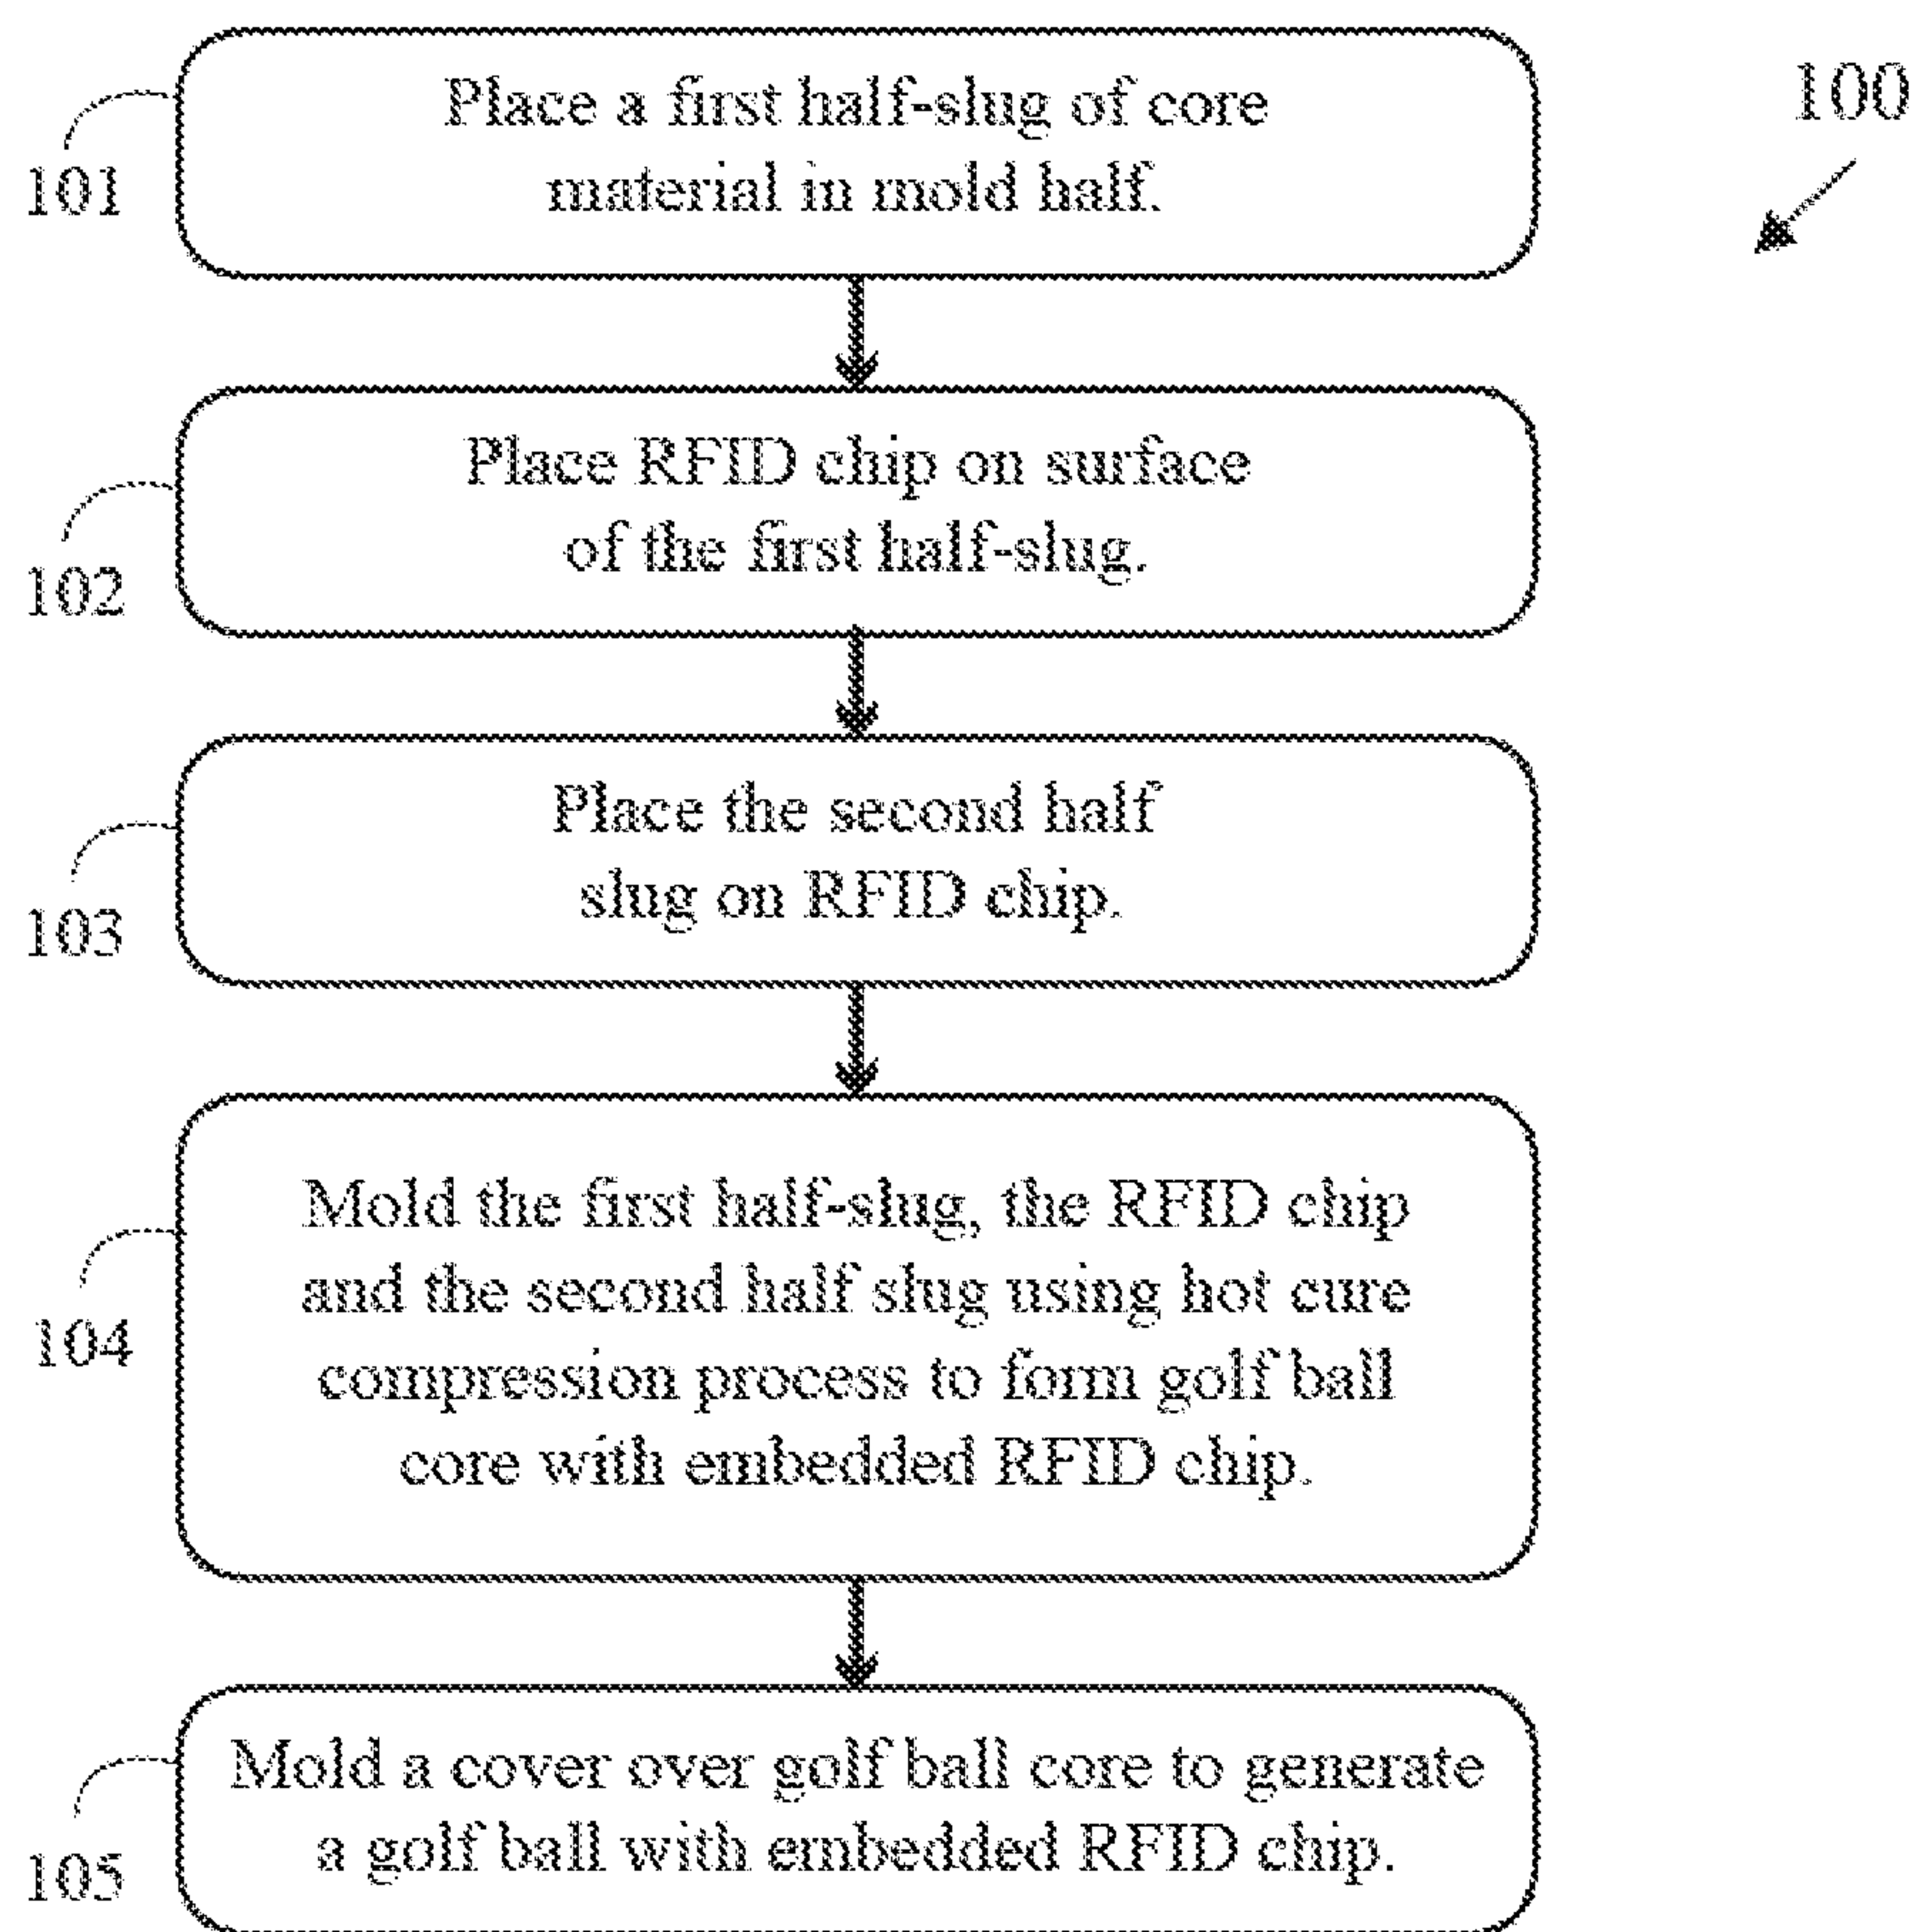 100
Place a first half-slug of core
material in mold half.
101
Place RFID chip on surface
of the first half-slug.
102
Place the second half
slug on RFID chip.
103
Mold the first half-slug, the RFID chip
and the second half slug using hot cure
compression process to form golf ball
core with embedded RFID chip.
104
Mold a cover over golf ball core to generate
a golf ball with embedded RFID chip.
105